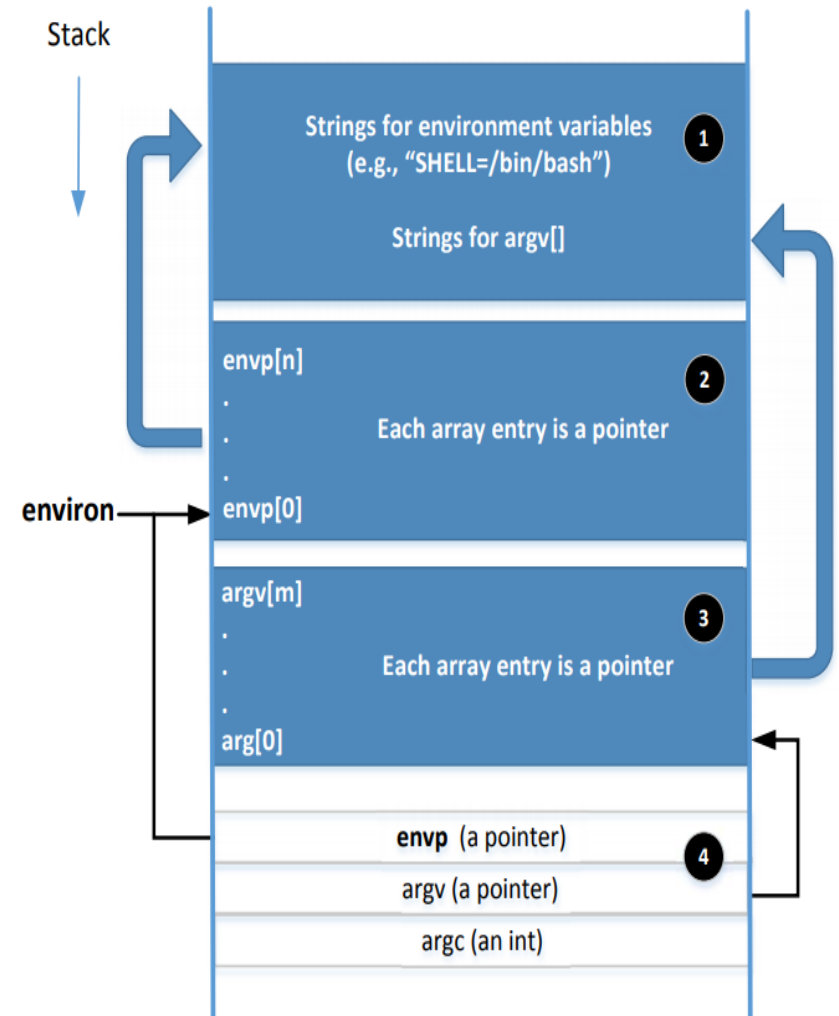 Stack
Strings for environment variables
(e.g., “SHELL=/bin/bash”)
1
Strings for argv[]
envp[n]
2
.
.
Each array entry is a pointer
.
environ
envp[0]
argv[m]
3
.
.
Each array entry is a pointer
.
arg[0]
envp (a pointer)
4
argv (a pointer)
argc (an int)